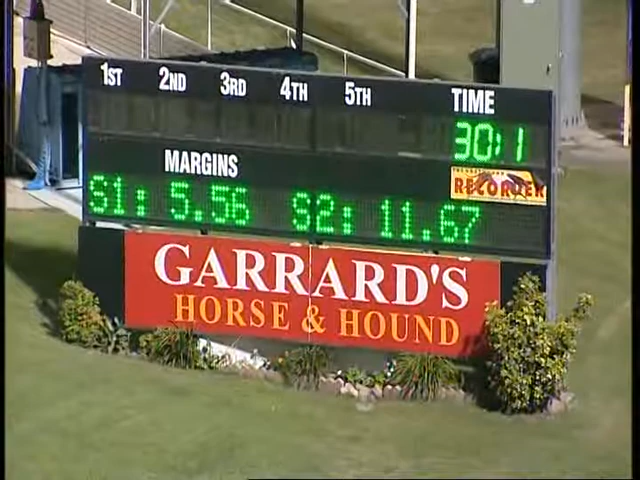 1ST 2ND 3RD 4TH 5TH TIME
30:1
MARGINS
RECORDER
S1: 5.56 S2: 11.67
GARRARD'S
HORSE & HOUND